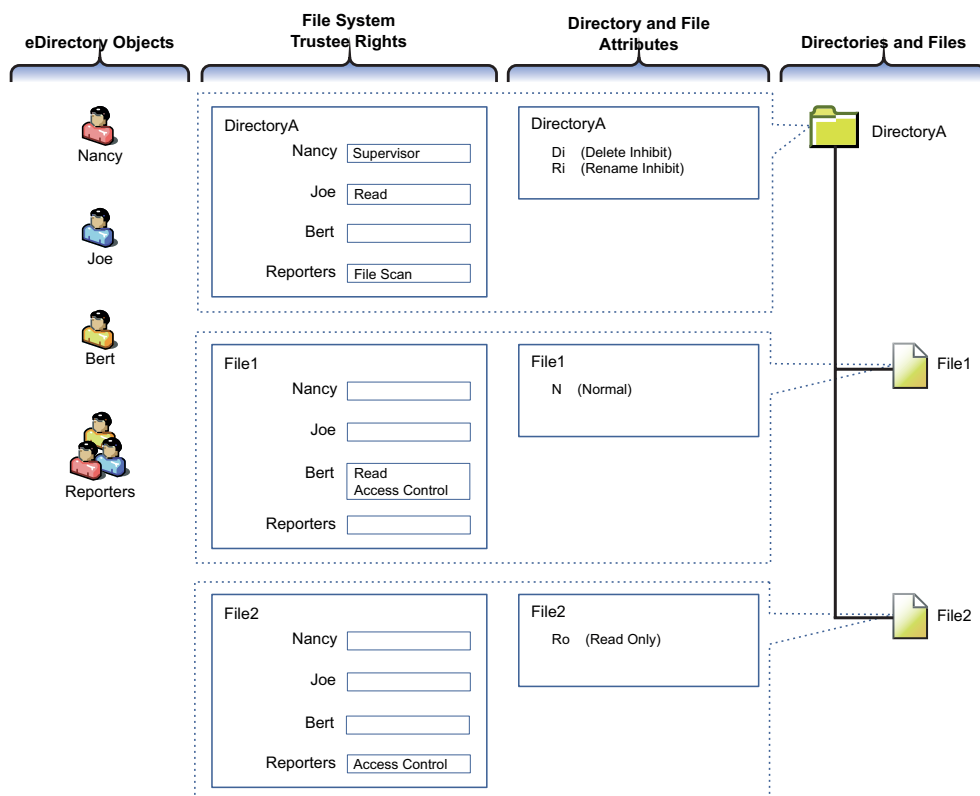 eDirectory Objects
File System
Trustee Rights
Directory and File
Attributes
Directories and Files
Nancy
Joe
Bert
Reporters
DirectoryA
Nancy Supervisor
Joe Read
Bert
Reporters File Scan
DirectoryA
Di (Delete Inhibit)
Ri (Rename Inhibit)
DirectoryA
File1
Nancy
Joe
Bert Read
Access Control
Reporters
File1
N (Normal)
File1
File2
Nancy
Joe
Bert
Reporters Access Control
File2
Ro (Read Only)
File2